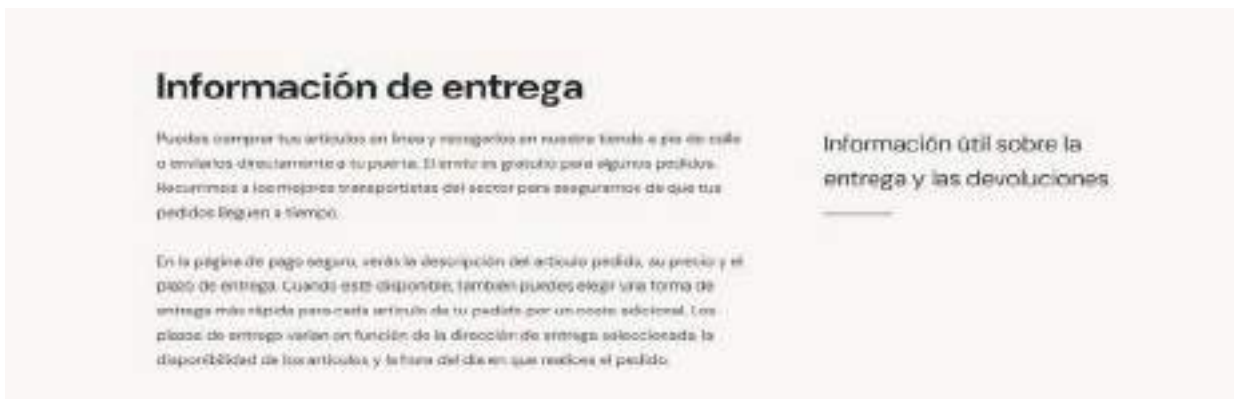 Información de entrega
Puedes comprar tus artículos en línea y recogerlos en nuestra tienda a pie de calle
o enviarlos directamente a tu puerta. El envío es gratuito para algunos pedidos.
Recurrimos a los mejores transportistas del sector para asegurarnos de que tus
pedidos lleguen a tiempo.
En la página de pago seguro, verás la descripción del artículo pedido, su precio y el
plazo de entrega. Cuando esté disponible, también puedes elegir una forma de
entrega más rápida para cada artículo de tu pedido por un coste adicional. Los
plazos de entrega varían en función de la dirección de entrega seleccionada, la
disponibilidad de los artículos y la hora del día en que realices el pedido.
Información útil sobre la
entrega y las devoluciones